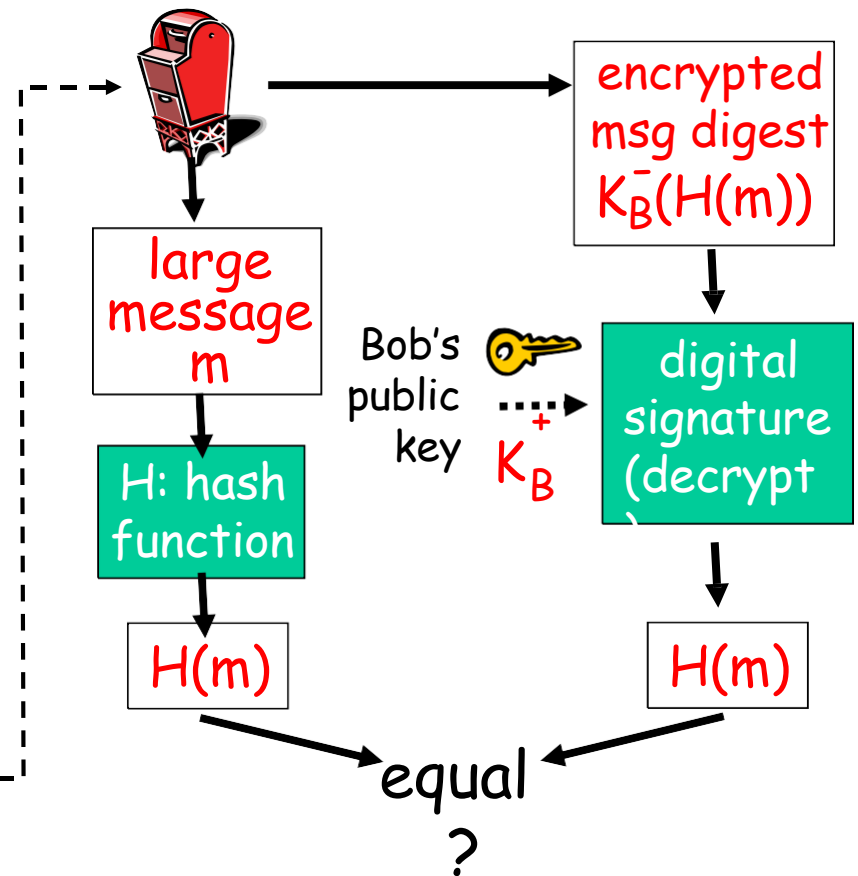 encrypted
msg digest
K_B^-(H(m))
large
message
m
Bob's
public
key
K_B^+
digital
signature
(decrypt
)
H: hash
function
H(m)
H(m)
equal
?